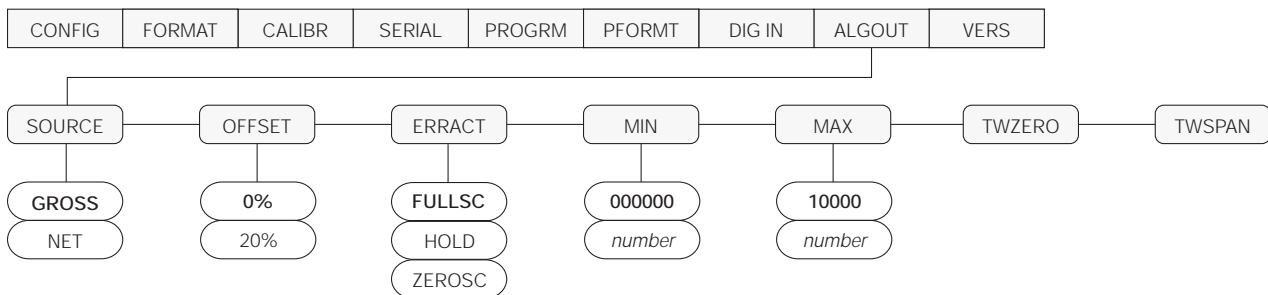 CONFIG FORMAT CALIBR SERIAL PROGRM PFORMT DIG IN ALGOUT VERS
SOURCE OFFSET ERRACT MIN MAX TWZERO TWSPAN
GROSS 0% FULLSC 000000 10000
NET 20% HOLD number number
ZEROSC